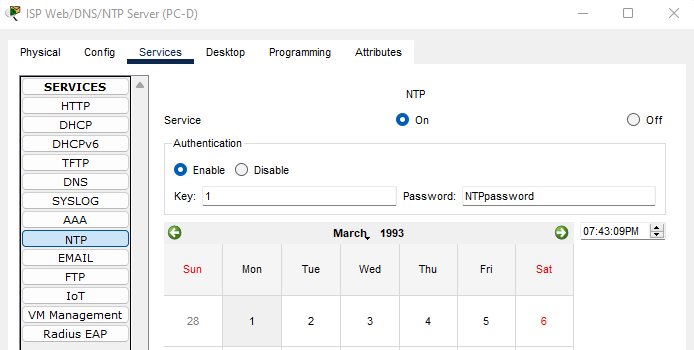 ISP Web/DNS/NTP Server (PC-D)
Physical Config Services Desktop Programming Attributes
SERVICES
HTTP
DHCP
DHCPv6
TFTP
DNS
SYSLOG
AAA
NTP
EMAIL
FTP
IoT
VM Management
Radius EAP
NTP
Service On Off
Authentication
Enable Disable
Key: 1 Password: NTPpassword
March 1993 07:43:09PM
Sun Mon Tue Wed Thu Fri Sat
28 1 2 3 4 5 6